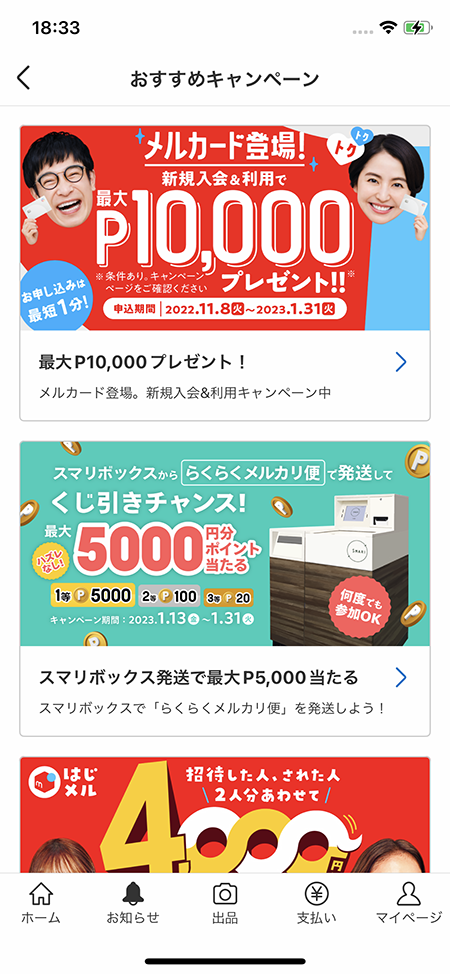 18:33
おすすめキャンペーン
メルカード登場!
トク
トク
新規入会&利用で
最大
P10,000
※条件あり。キャンペーン
ページをご確認ください
プレゼント!!※
お申し込みは
最短1分!
申込期間 2022.11.8火〜2023.1.31火
最大P10,000プレゼント！
メルカード登場。新規入会&利用キャンペーン中
スマリボックスから らくらくメルカリ便 で発送して
くじ引きチャンス!
最大
ハズレ
なし!
5000
円分
ポイント
当たる
1等 P 5000 2等 P 100 3等 P 20
キャンペーン期間：2023.1.13金〜1.31火
SMARI
何度でも
参加OK
スマリボックス発送で最大P5,000当たる
スマリボックスで「らくらくメルカリ便」を発送しよう！
はじ
メル
招待した人、された人
2人分あわせて
4,000円
ホーム お知らせ 出品 支払い マイページ